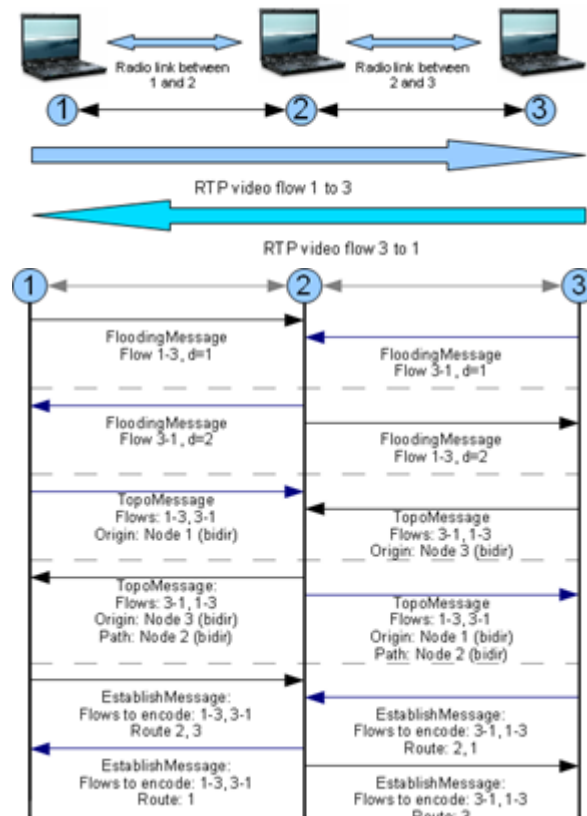 Radio link between
1 and 2
Radio link between
2 and 3
1
2
3
RTP video flow 1 to 3
RTP video flow 3 to 1
1
2
3
FloodingMessage
Flow 1-3, d=1
FloodingMessage
Flow 3-1, d=1
FloodingMessage
Flow 3-1, d=2
FloodingMessage
Flow 1-3, d=2
TopoMessage
Flows: 1-3, 3-1
Origin: Node 1 (bidir)
TopoMessage
Flows: 3-1, 1-3
Origin: Node 3 (bidir)
TopoMessage:
Flows: 3-1, 1-3
Origin: Node 3 (bidir)
Path: Node 2 (bidir)
TopoMessage
Flows: 1-3, 3-1
Origin: Node 1 (bidir)
Path: Node 2 (bidir)
EstablishMessage:
Flows to encode: 1-3, 3-1
Route 2, 3
EstablishMessage:
Flows to encode: 3-1, 1-3
Route: 2, 1
EstablishMessage:
Flows to encode: 1-3, 3-1
Route: 1
EstablishMessage:
Flows to encode: 3-1, 1-3
Route: 3